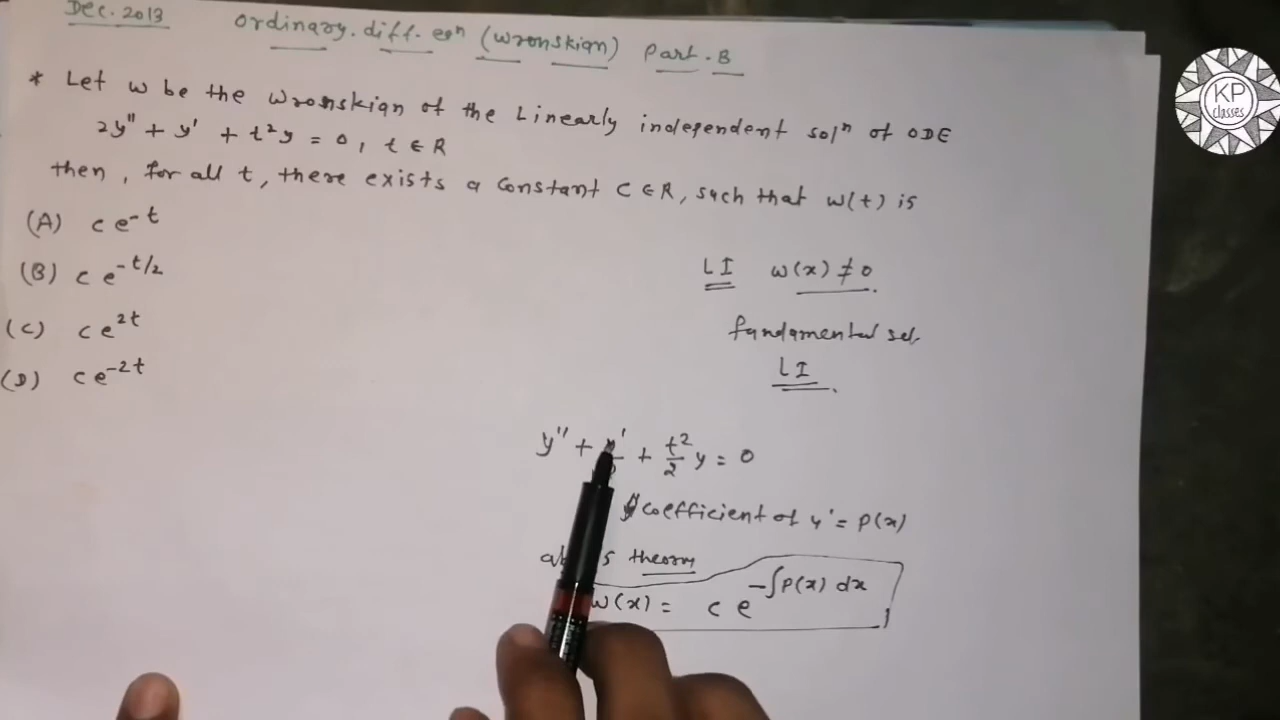 Dec. 2013
ordinary. diff. eqn (Wronskian) Part. B
* Let w be the Wronskian of the Linearly independent soln of ODE
2y" + y' + t²y = 0, t ∈ R
then, for all t, there exists a constant C ∈ R, such that w(t) is
(A) c e^-t
(B) c e^-t/2
(C) c e^2t
(D) c e^-2t
LI w(x) ≠ 0
fundamental set.
LI
y" + y' + t²/2 y = 0
coefficient of y' = P(x)
theorm
w(x) = c e^-∫P(x) dx
KP
classes